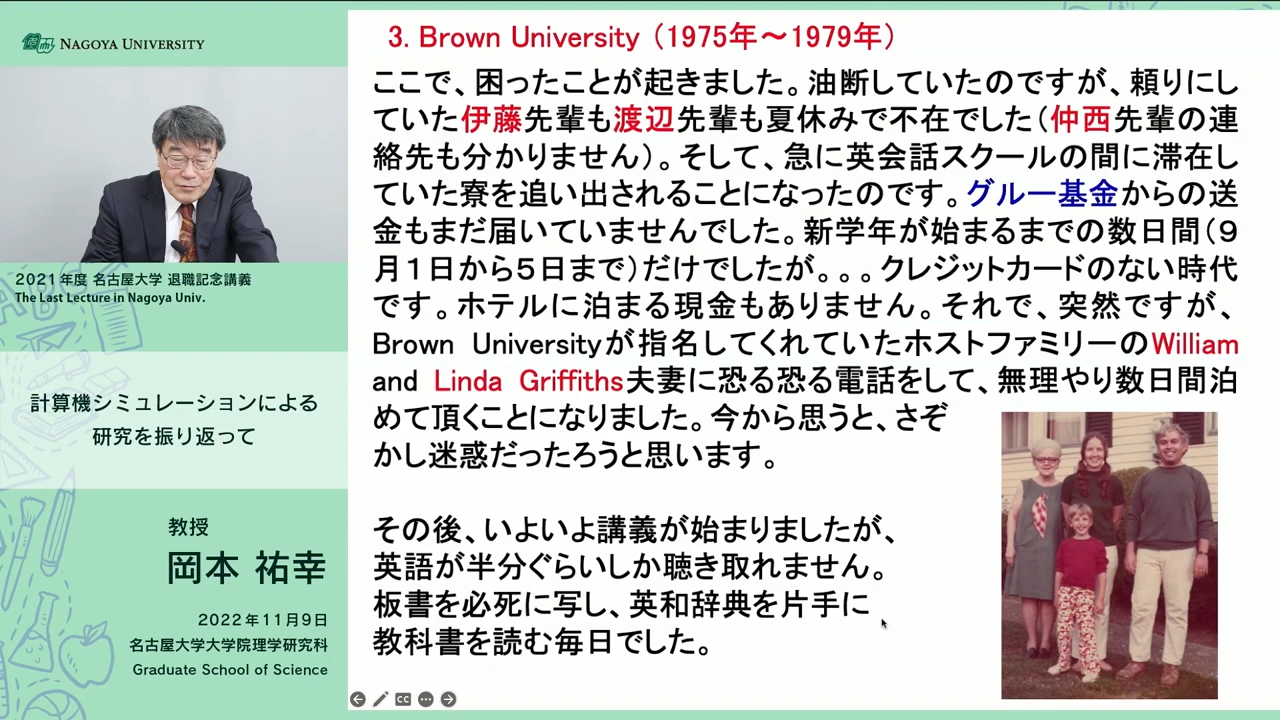 NAGOYA UNIVERSITY
2021年度 名古屋大学 退職記念講義
The Last Lecture in Nagoya Univ.
計算機シミュレーションによる
研究を振り返って
教授
岡本 祐幸
2022年11月9日
名古屋大学大学院理学研究科
Graduate School of Science
3. Brown University（1975年～1979年）
ここで、困ったことが起きました。油断していたのですが、頼りにし
ていた伊藤先輩も渡辺先輩も夏休みで不在でした（仲西先輩の連
絡先も分かりません）。そして、急に英会話スクールの間に滞在し
ていた寮を追い出されることになったのです。グルー基金からの送
金もまだ届いていませんでした。新学年が始まるまでの数日間（９
月１日から５日まで）だけでしたが。。。クレジットカードのない時代
です。ホテルに泊まる現金もありません。それで、突然ですが、
Brown Universityが指名してくれていたホストファミリーのWilliam
and Linda Griffiths夫妻に恐る恐る電話をして、無理やり数日間泊
めて頂くことになりました。今から思うと、さぞ
かし迷惑だったろうと思います。
その後、いよいよ講義が始まりましたが、
英語が半分ぐらいしか聴き取れません。
板書を必死に写し、英和辞典を片手に
教科書を読む毎日でした。
CC